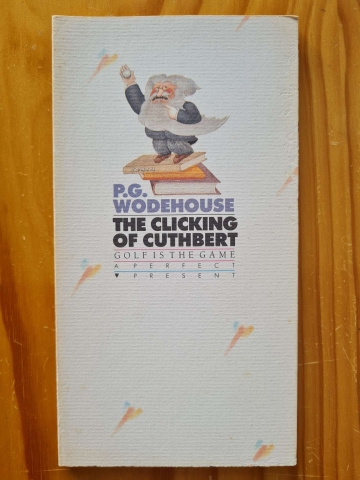 P.G.
WODEHOUSE
THE CLICKING
OF CUTHBERT
GOLF IS THE GAME
A PERFECT
▼ PRESENT